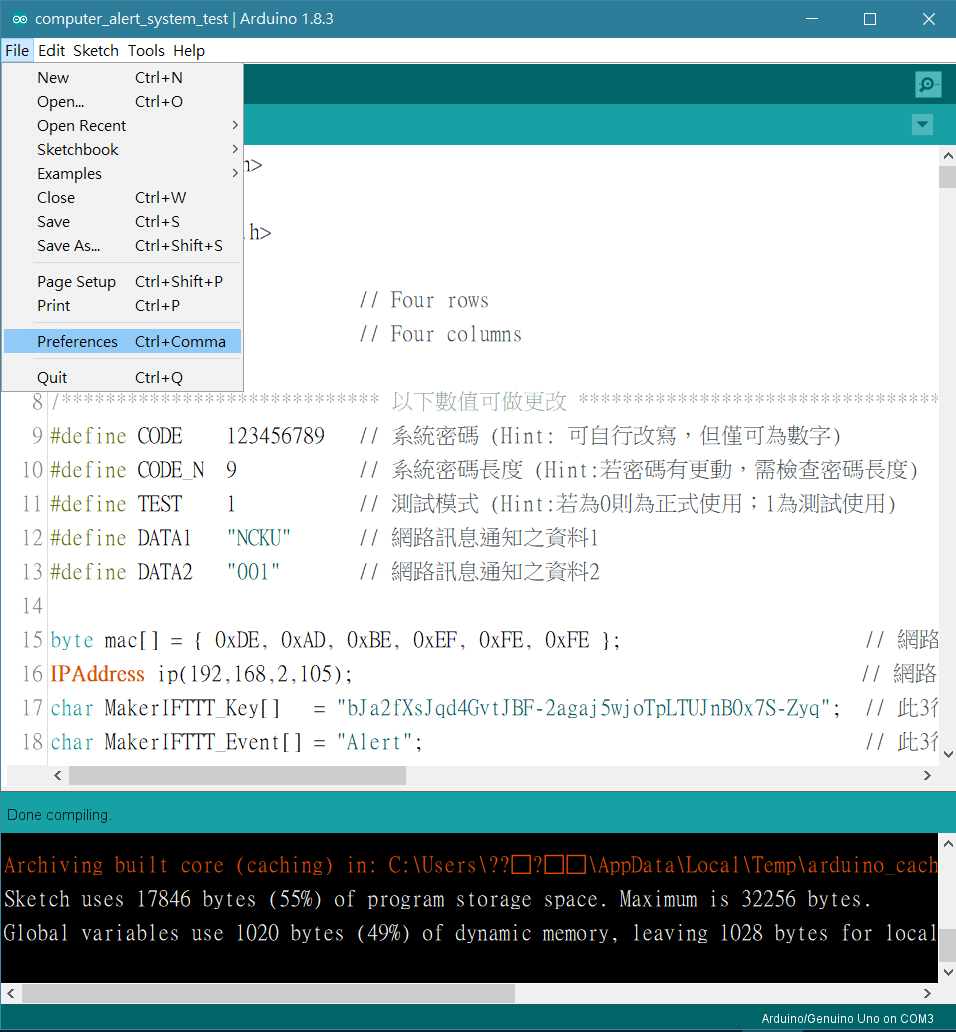 computer_alert_system_test | Arduino 1.8.3
File Edit Sketch Tools Help
New Ctrl+N
Open... Ctrl+O
Open Recent
Sketchbook
Examples
Close Ctrl+W
Save Ctrl+S
Save As... Ctrl+Shift+S
Page Setup Ctrl+Shift+P
Print Ctrl+P
Preferences Ctrl+Comma
Quit Ctrl+Q
h>
.h>
// Four rows
// Four columns
8 /***************************** 以下數值可做更改 *********************************
9 #define CODE 123456789 // 系統密碼 (Hint: 可自行改寫，但僅可為數字)
10 #define CODE_N 9 // 系統密碼長度 (Hint:若密碼有更動，需檢查密碼長度)
11 #define TEST 1 // 測試模式 (Hint:若為0則為正式使用；1為測試使用)
12 #define DATA1 "NCKU" // 網路訊息通知之資料1
13 #define DATA2 "001" // 網路訊息通知之資料2
14
15 byte mac[] = { 0xDE, 0xAD, 0xBE, 0xEF, 0xFE, 0xFE }; // 網路
16 IPAddress ip(192,168,2,105); // 網路
17 char MakerIFTTT_Key[] = "bJa2fXsJqd4GvtJBF-2agaj5wjoTpLTUJnB0x7S-Zyq"; // 此3行
18 char MakerIFTTT_Event[] = "Alert"; // 此3行
Done compiling.
Archiving built core (caching) in: C:\Users\??□?□□\AppData\Local\Temp\arduino_cach
Sketch uses 17846 bytes (55%) of program storage space. Maximum is 32256 bytes.
Global variables use 1020 bytes (49%) of dynamic memory, leaving 1028 bytes for local
Arduino/Genuino Uno on COM3